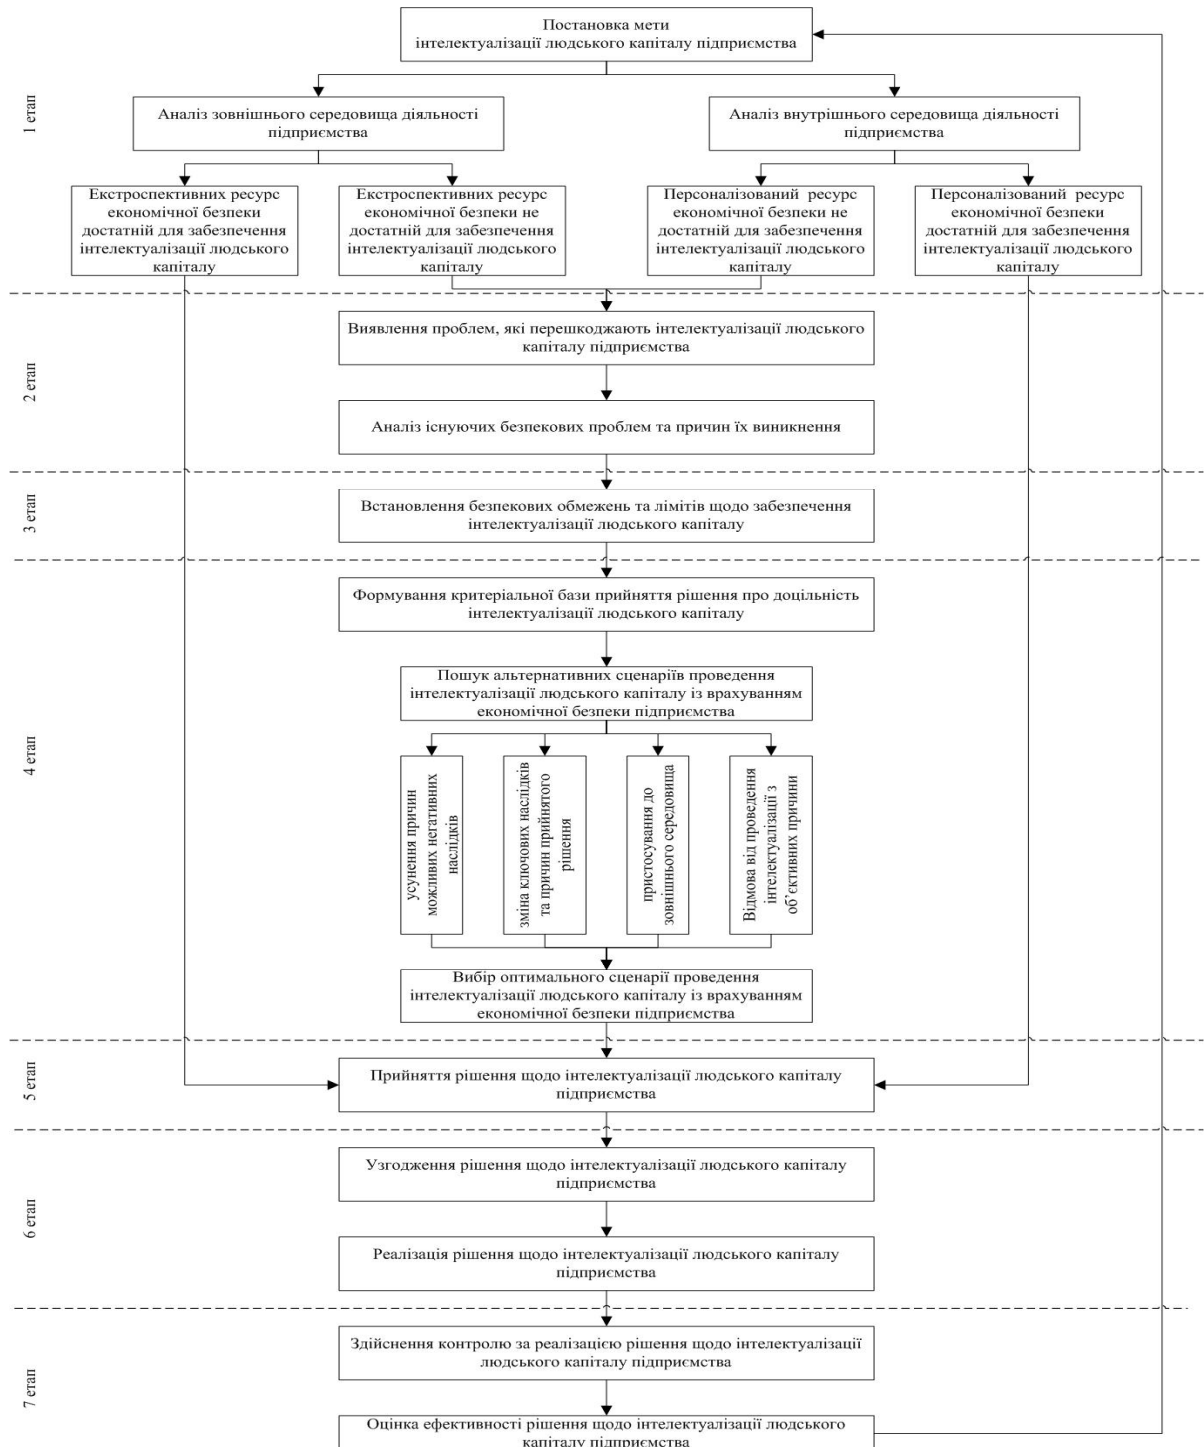 Постановка мети
інтелектуалізації людського капіталу підприємства
1 етап
Аналіз зовнішнього середовища діяльності
підприємства
Аналіз внутрішнього середовища діяльності
підприємства
Екстроспективних ресурс
економічної безпеки
достатній для забезпечення
інтелектуалізації людського
капіталу
Екстроспективних ресурс
економічної безпеки не
достатній для забезпечення
інтелектуалізації людського
капіталу
Персоналізований ресурс
економічної безпеки не
достатній для забезпечення
інтелектуалізації людського
капіталу
Персоналізований ресурс
економічної безпеки
достатній для забезпечення
інтелектуалізації людського
капіталу
2 етап
Виявлення проблем, які перешкоджають інтелектуалізації людського
капіталу підприємства
Аналіз існуючих безпекових проблем та причин їх виникнення
3 етап
Встановлення безпекових обмежень та лімітів щодо забезпечення
інтелектуалізації людського капіталу
4 етап
Формування критеріальної бази прийняття рішення про доцільність
інтелектуалізації людського капіталу
Пошук альтернативних сценаріїв проведення
інтелектуалізації людського капіталу із врахуванням
економічної безпеки підприємства
усунення причин
можливих негативних
наслідків
зміна ключових наслідків
та причин прийнятого
рішення
пристосування до
зовнішнього середовища
Відмова від проведення
інтелектуалізації з
об’єктивних причини
Вибір оптимального сценарії проведення
інтелектуалізації людського капіталу із врахуванням
економічної безпеки підприємства
5 етап
Прийняття рішення щодо інтелектуалізації людського капіталу
підприємства
6 етап
Узгодження рішення щодо інтелектуалізації людського капіталу
підприємства
Реалізація рішення щодо інтелектуалізації людського капіталу
підприємства
7 етап
Здійснення контролю за реалізацією рішення щодо інтелектуалізації
людського капіталу підприємства
Оцінка ефективності рішення щодо інтелектуалізації людського
капіталу підприємства